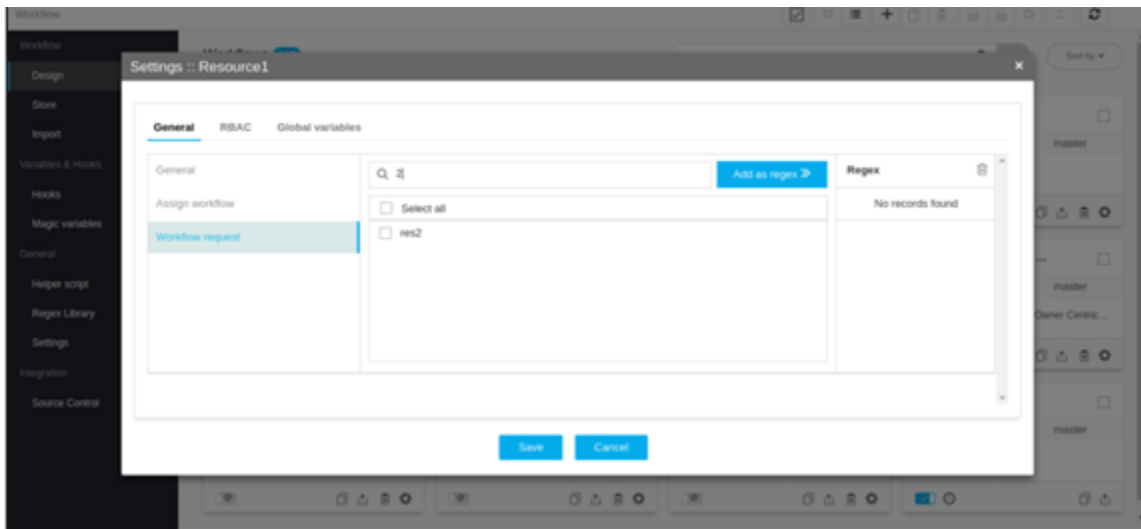 Workflow
Workflow
Design
Store
Import
Variables & Hooks
Hooks
Magic variables
General
Helper script
Regex Library
Settings
Integration
Source Control
Workflows
Sort by
Settings :: Resource1
×
General RBAC Global variables
General
Assign workflow
Workflow request
2
Add as regex
Select all
res2
Regex
No records found
Save Cancel
master
...
master
Owner Centric...
master